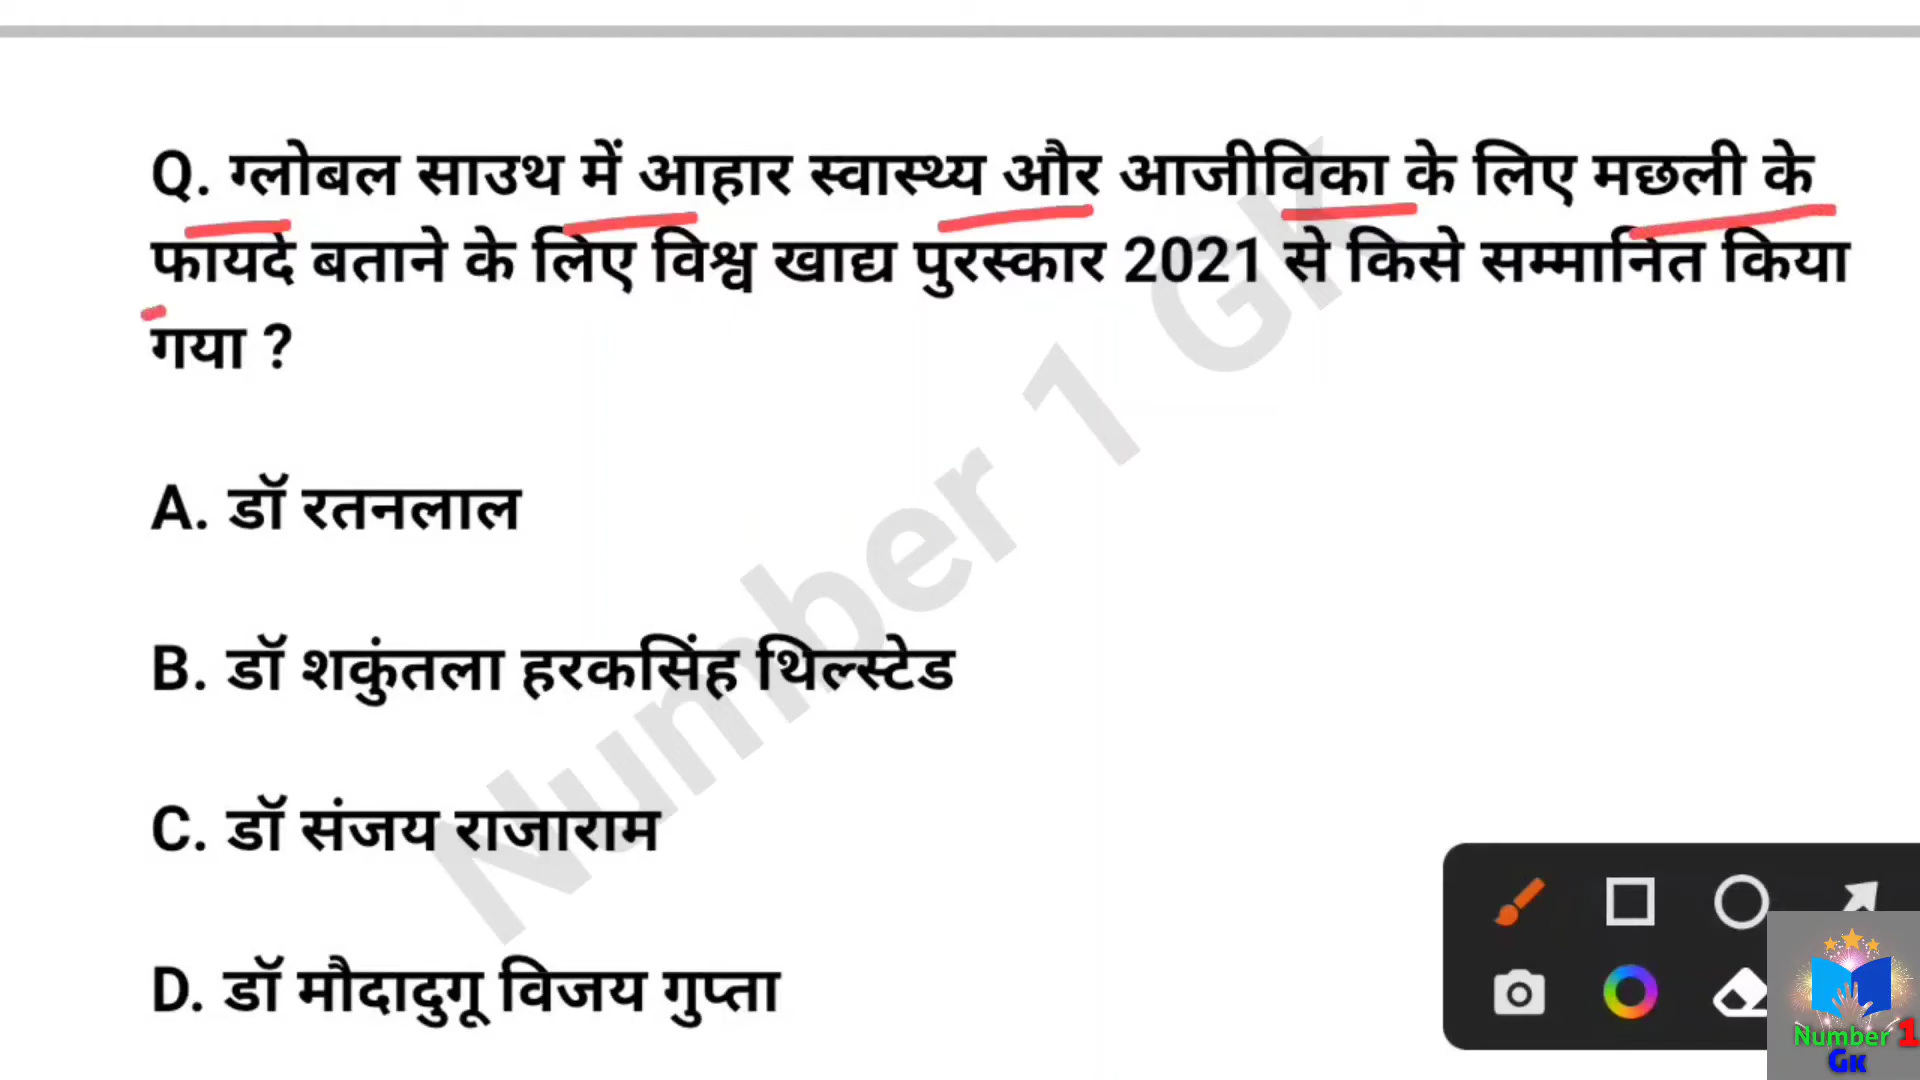 Q. ग्लोबल साउथ में आहार स्वास्थ्य और आजीविका के लिए मछली के
फायदे बताने के लिए विश्व खाद्य पुरस्कार 2021 से किसे सम्मानित किया
गया ?
A. डॉ रतनलाल
B. डॉ शकुंतला हरकसिंह थिल्स्टेड
C. डॉ संजय राजाराम
D. डॉ मौदादुगू विजय गुप्ता
Number 1 GK
Number 1
GK